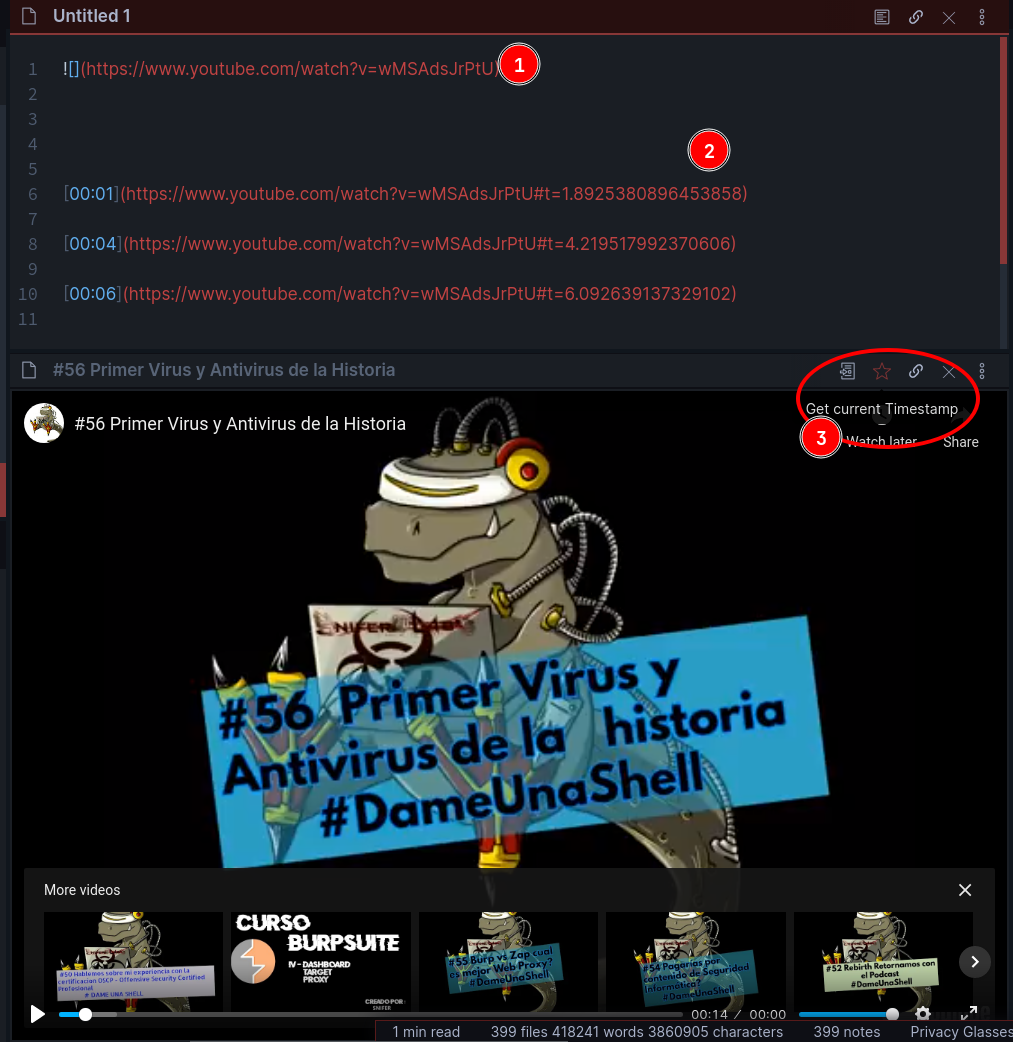 Untitled 1
1
![](https://www.youtube.com/watch?v=wMSAdsJrPtU)
1
2
3
4
2
5
6
[00:01](https://www.youtube.com/watch?v=wMSAdsJrPtU#t=1.8925380896453858)
7
8
[00:04](https://www.youtube.com/watch?v=wMSAdsJrPtU#t=4.219517992370606)
9
10
[00:06](https://www.youtube.com/watch?v=wMSAdsJrPtU#t=6.092639137329102)
11
#56 Primer Virus y Antivirus de la Historia
Get current Timestamp
#56 Primer Virus y Antivirus de la Historia
3
Watch later
Share
SNIFER L4bs
#56 Primer Virus y
Antivirus de la historia
#DameUnaShell
More videos
#50 Hablemos sobre mi experiencia con la
certificacion OSCP - Offensive Security Certified
Profesional
# DAME UNA SHELL
CURSO
BURPSUITE
IV - DASHBOARD
TARGET
PROXY
CREADO POR :
SNIFER
#55 Burp vs Zap cual
es mejor Web Proxy?
#DameUnaShell
#54 Pagarias por
contenido de Seguridad
Informática?
#DameUnaShell
#52 Rebirth Retornamos con
el Podcast
#DameUnaShell
00:14 / 00:00
1 min read
399 files 418241 words 3860905 characters
399 notes
Privacy Glasses